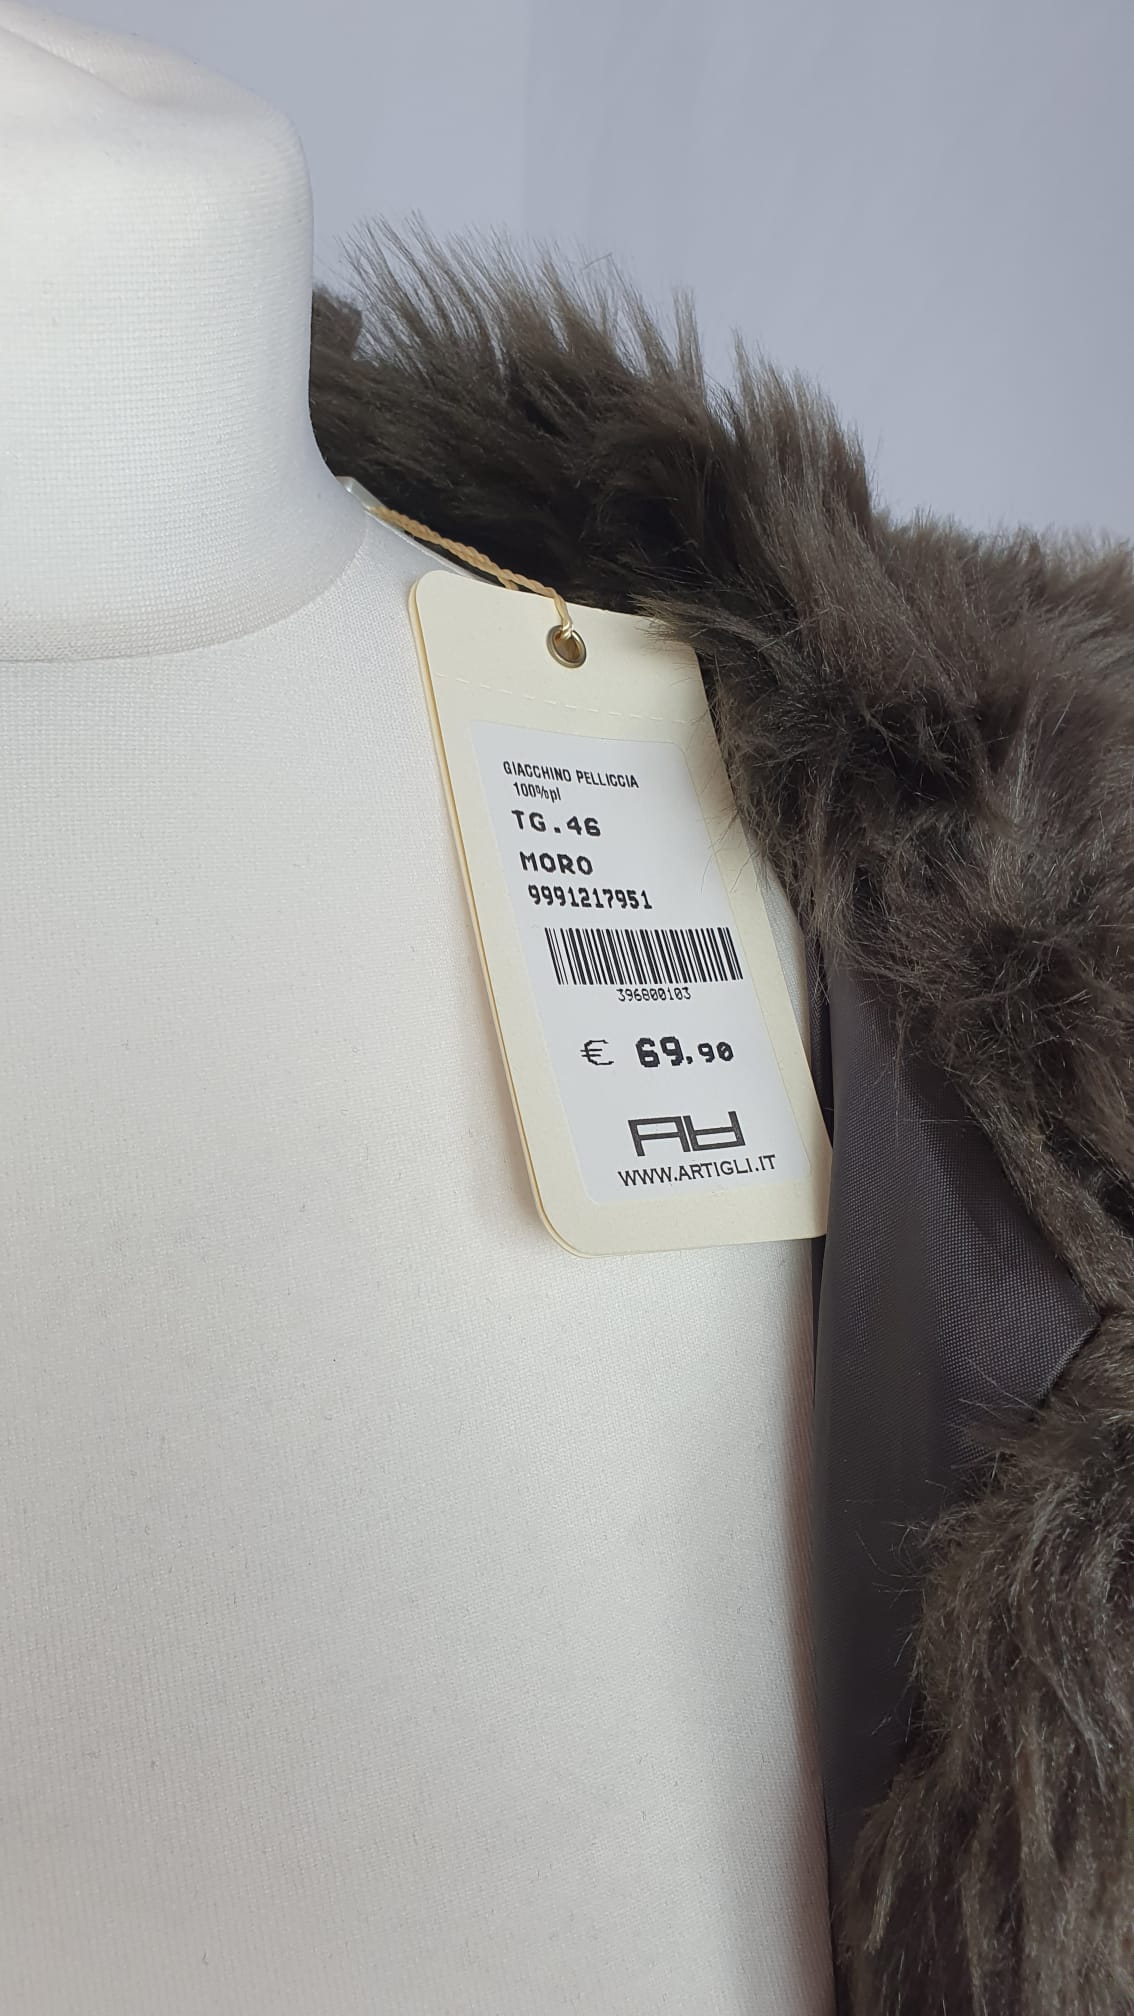 GIACCHINO PELLICCIA
100%pl
TG.46
MORO
9991217951
396800103
€ 69.90
WWW.ARTIGLI.IT